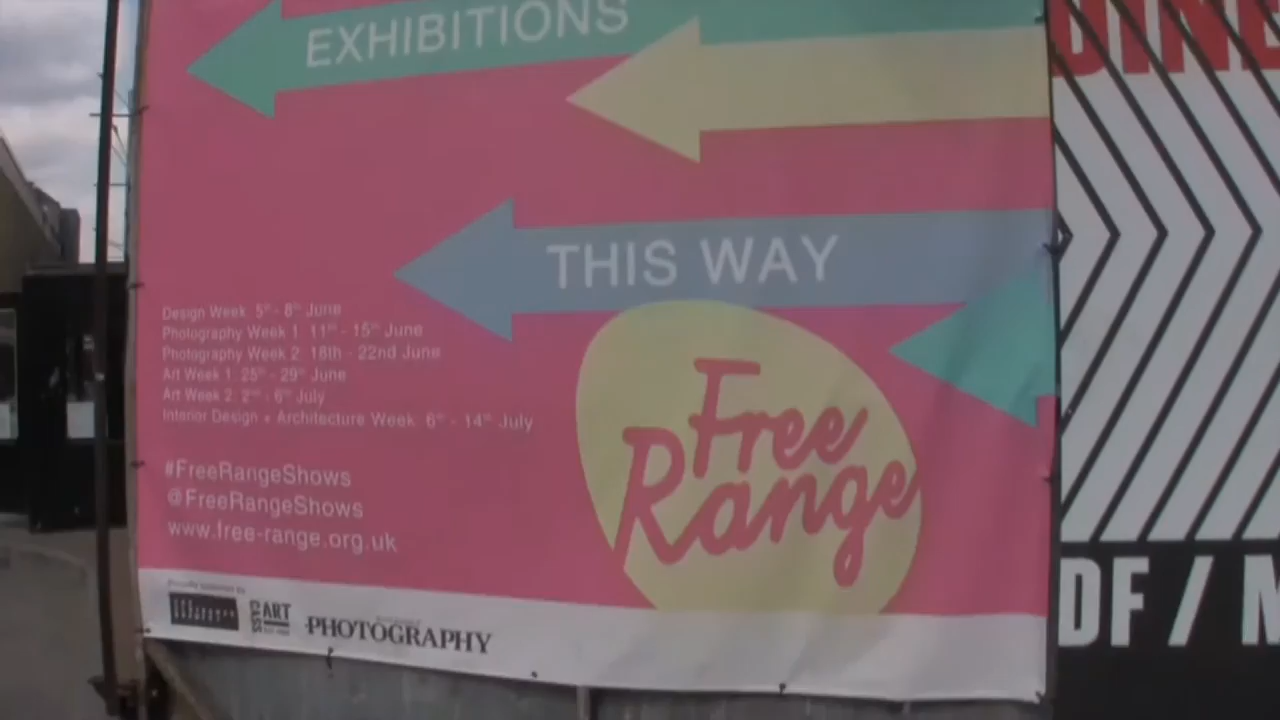 EXHIBITIONS
THIS WAY
Design Week 5th - 8th June
Photography Week 1 11th - 15th June
Photography Week 2 18th - 22nd June
Art Week 1: 25th - 29th June
Art Week 2: 2nd - 6th July
Interior Design + Architecture Week 6th - 14th July
#FreeRangeShows
@FreeRangeShows
www.free-range.org.uk
Free
Range
CLASS
ART
PHOTOGRAPHY
DINE
DF / M